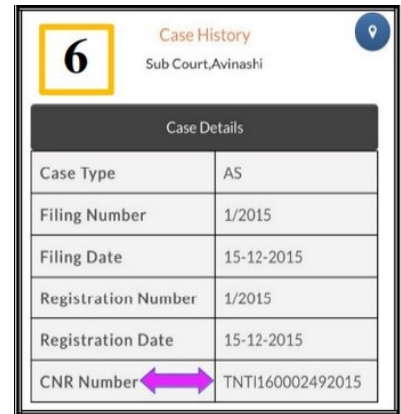 6
Case History
Sub Court,Avinashi
Case Details
Case Type AS
Filing Number 1/2015
Filing Date 15-12-2015
Registration Number 1/2015
Registration Date 15-12-2015
CNR Number TNTI160002492015